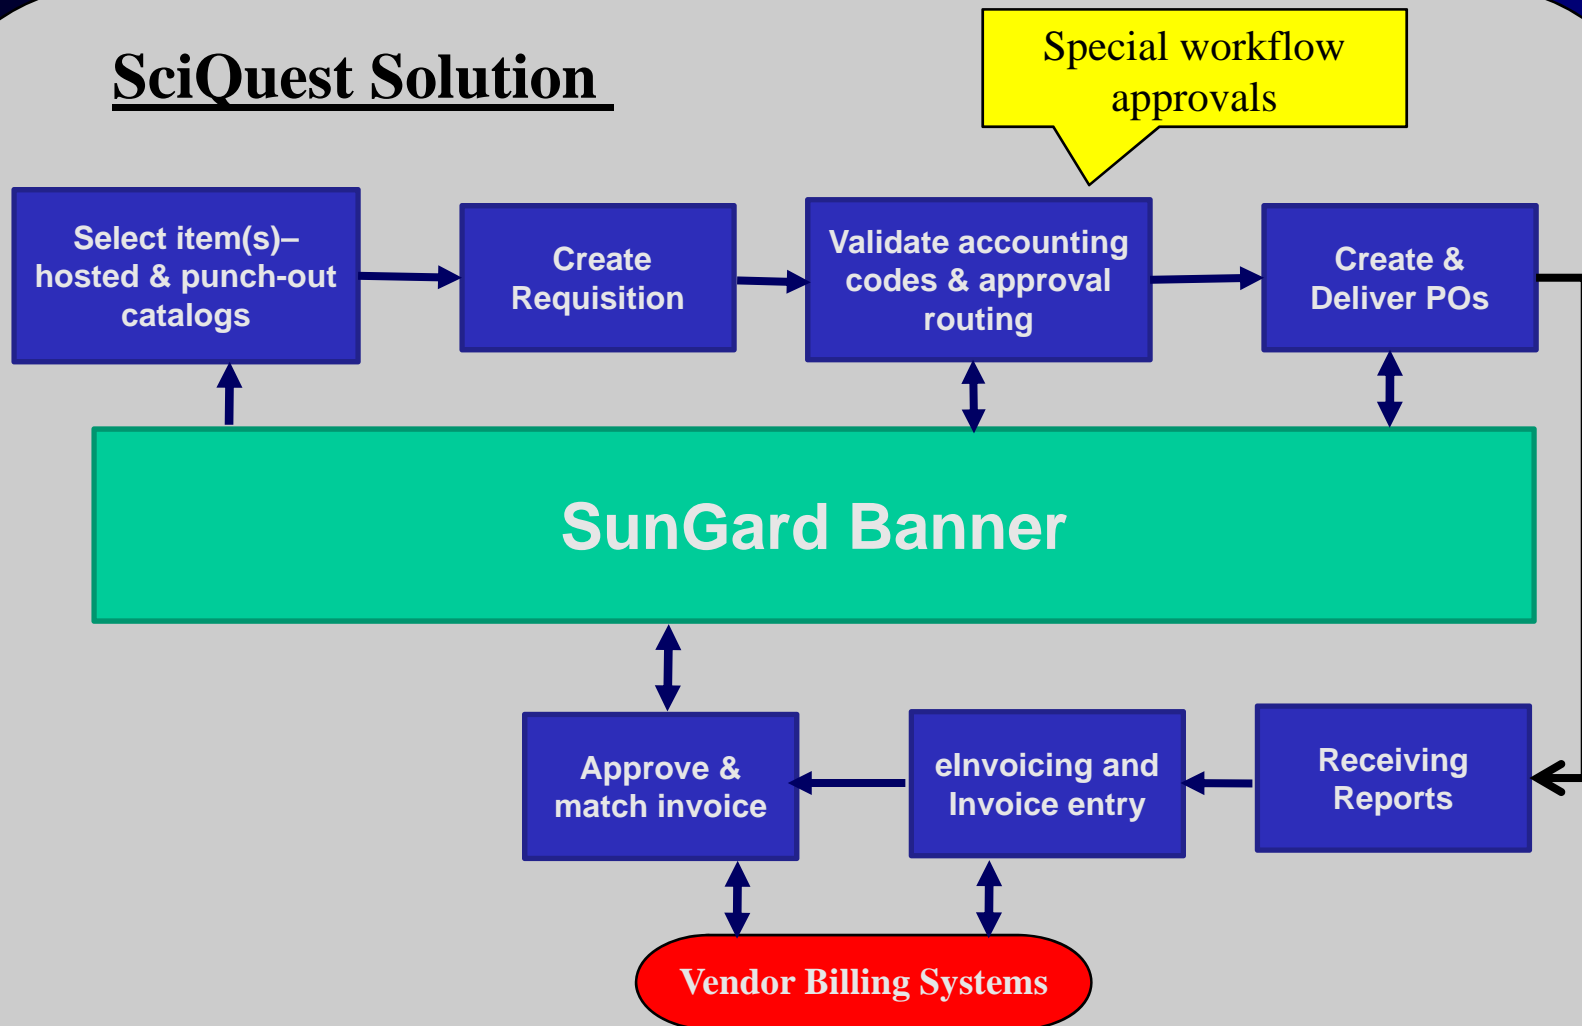 SciQuest Solution
Special workflow
approvals
Select item(s)–
hosted & punch-out
catalogs
Create
Requisition
Validate accounting
codes & approval
routing
Create &
Deliver POs
SunGard Banner
Approve &
match invoice
eInvoicing and
Invoice entry
Receiving
Reports
Vendor Billing Systems